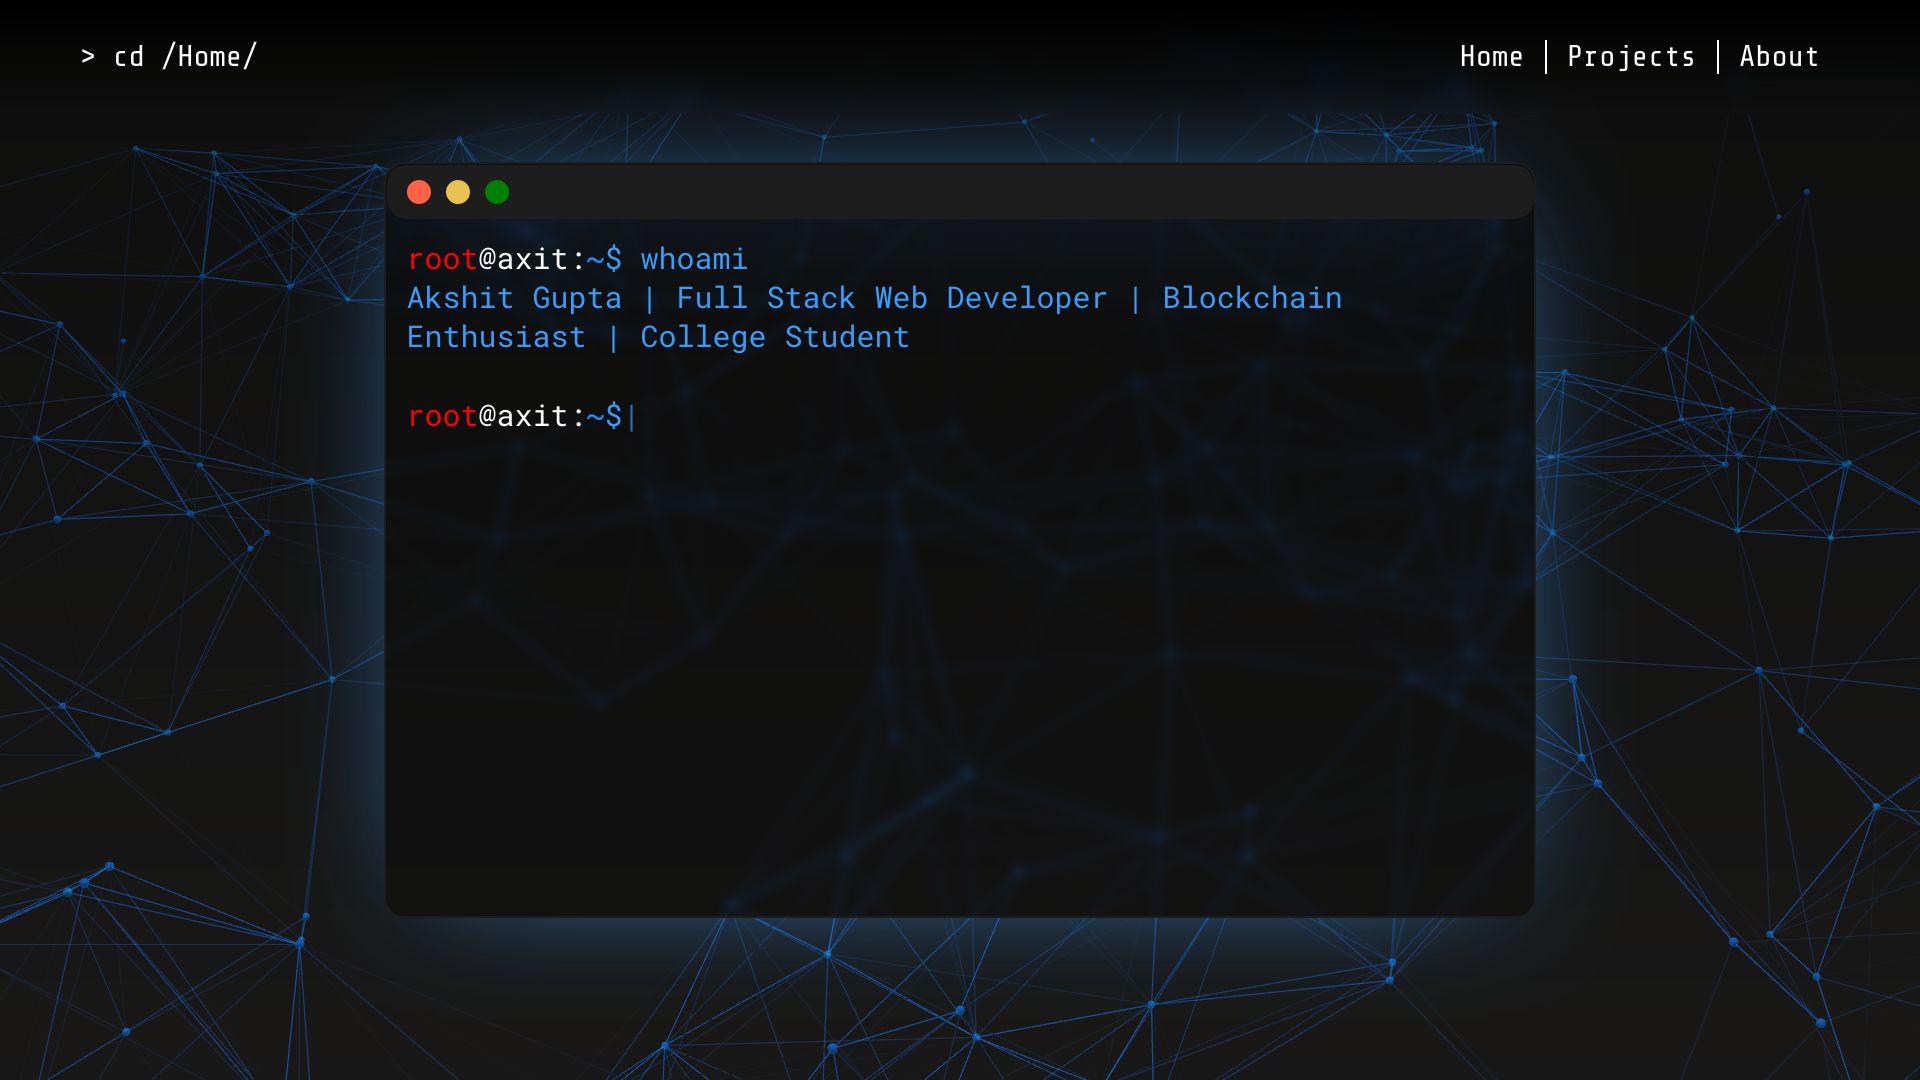 > cd /Home/
Home | Projects | About
root@axit:~$ whoami
Akshit Gupta | Full Stack Web Developer | Blockchain
Enthusiast | College Student
root@axit:~$|